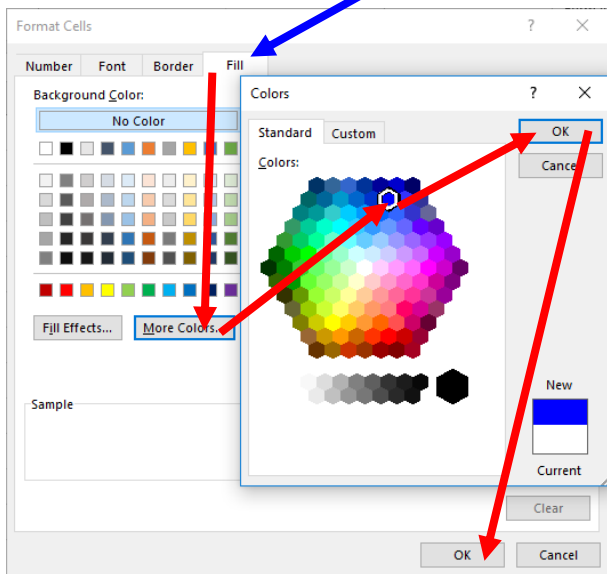 Format Cells ? ×
Number Font Border Fill
Background Color:
No Color
Fill Effects... More Colors...
Sample
Colors ? ×
Standard Custom
Colors:
OK
Cancel
New
Current
Clear
OK Cancel